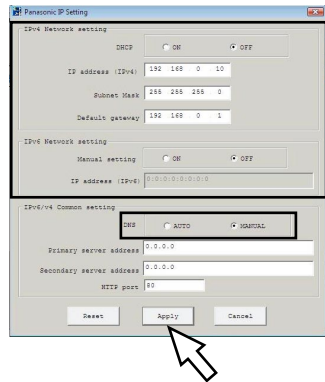 Panasonic IP Setting
IPv4 Network setting
DHCP ON OFF
IP address (IPv4) 192 168 0 10
Subnet Mask 255 255 255 0
Default gateway 192 168 0 1
IPv6 Network setting
Manual setting ON OFF
IP address (IPv6) 0:0:0:0:0:0:0:0
IPv6/v4 Common setting
DNS AUTO MANUAL
Primary server address 0.0.0.0
Secondary server address 0.0.0.0
HTTP port 80
Reset Apply Cancel